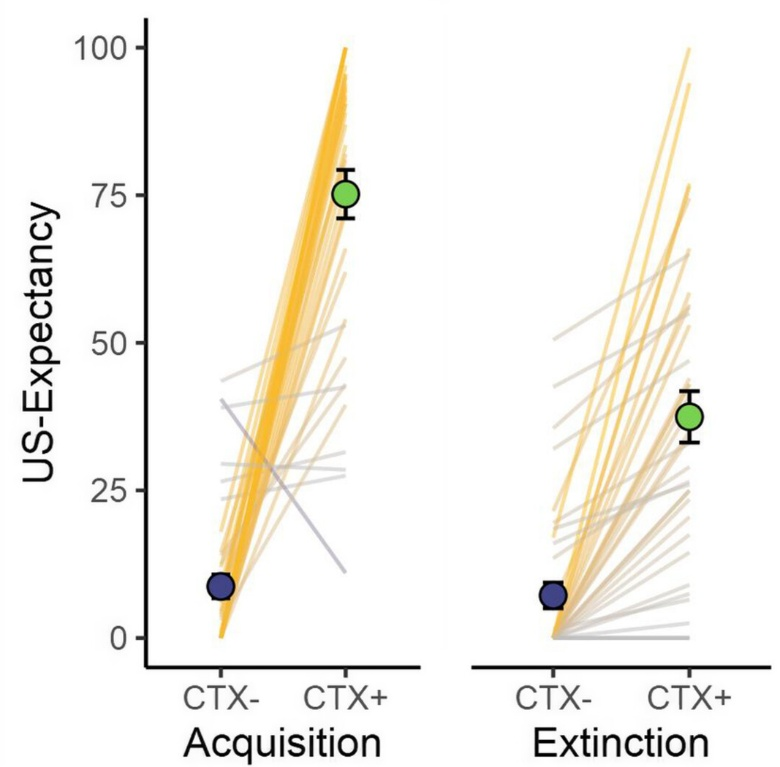 US-Expectancy
100
75
50
25
0
CTX- CTX+ CTX- CTX+
Acquisition Extinction